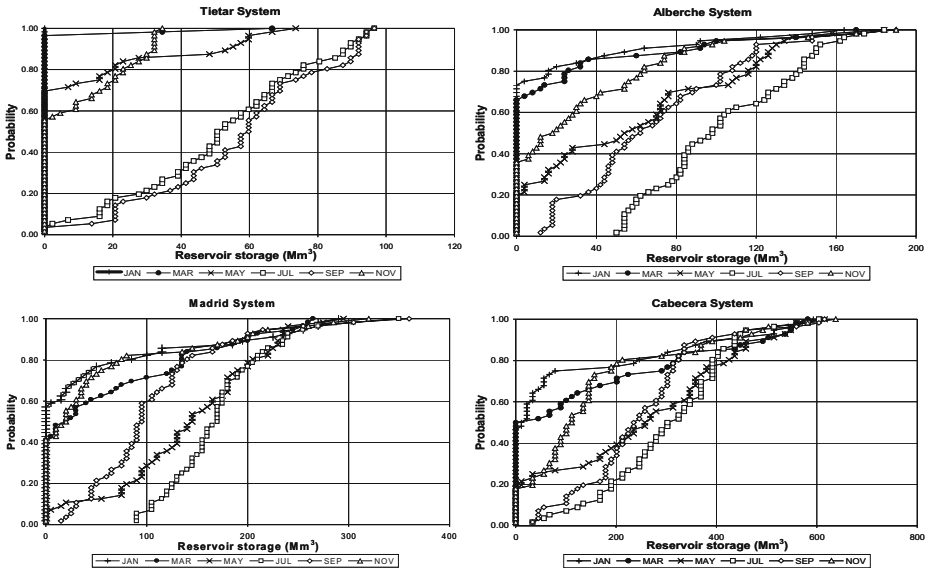 Tietar System
Probability
1.00
0.80
0.60
0.40
0.20
0.00
0 20 40 60 80 100 120
Reservoir storage (Mm³)
JAN MAR MAY JUL SEP NOV
Alberche System
Probability
1.00
0.80
0.60
0.40
0.20
0.00
0 40 80 120 160 200
Reservoir storage (Mm³)
JAN MAR MAY JUL SEP NOV
Madrid System
Probability
1.00
0.80
0.60
0.40
0.20
0.00
0 100 200 300 400
Reservoir storage (Mm³)
JAN MAR MAY JUL SEP NOV
Cabecera System
Probability
1.00
0.80
0.60
0.40
0.20
0.00
0 200 400 600 800
Reservoir storage (Mm³)
JAN MAR MAY JUL SEP NOV